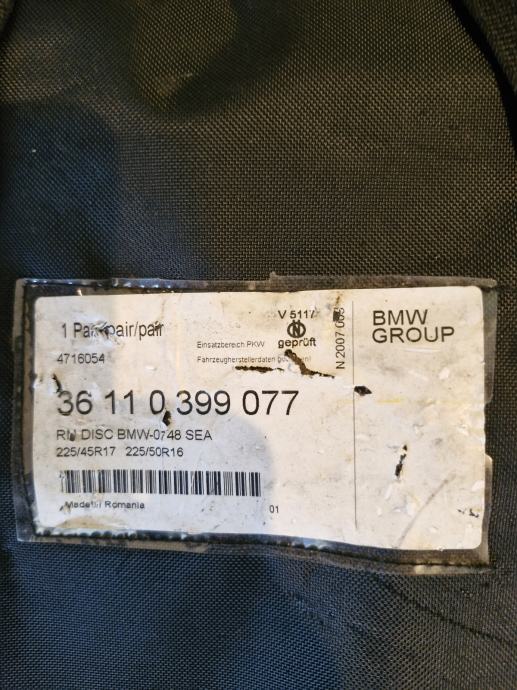 1 Paar/pair/pair
4716054
V 5117
N
geprüft
Einsatzbereich PKW
Fahrzeugherstellerdaten
N 2007
BMW
GROUP
36 11 0 399 077
RM DISC BMW-0748 SEA
225/45R17 225/50R16
Made in Romania
01